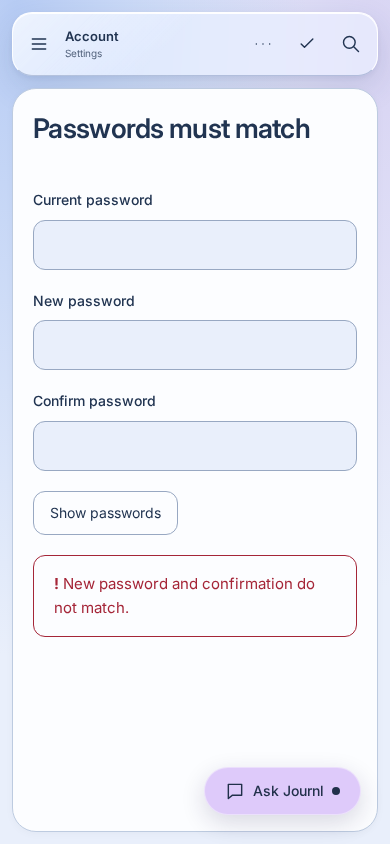 Account
Settings
Passwords must match
Current password
New password
Confirm password
Show passwords
! New password and confirmation do
not match.
Ask Journl